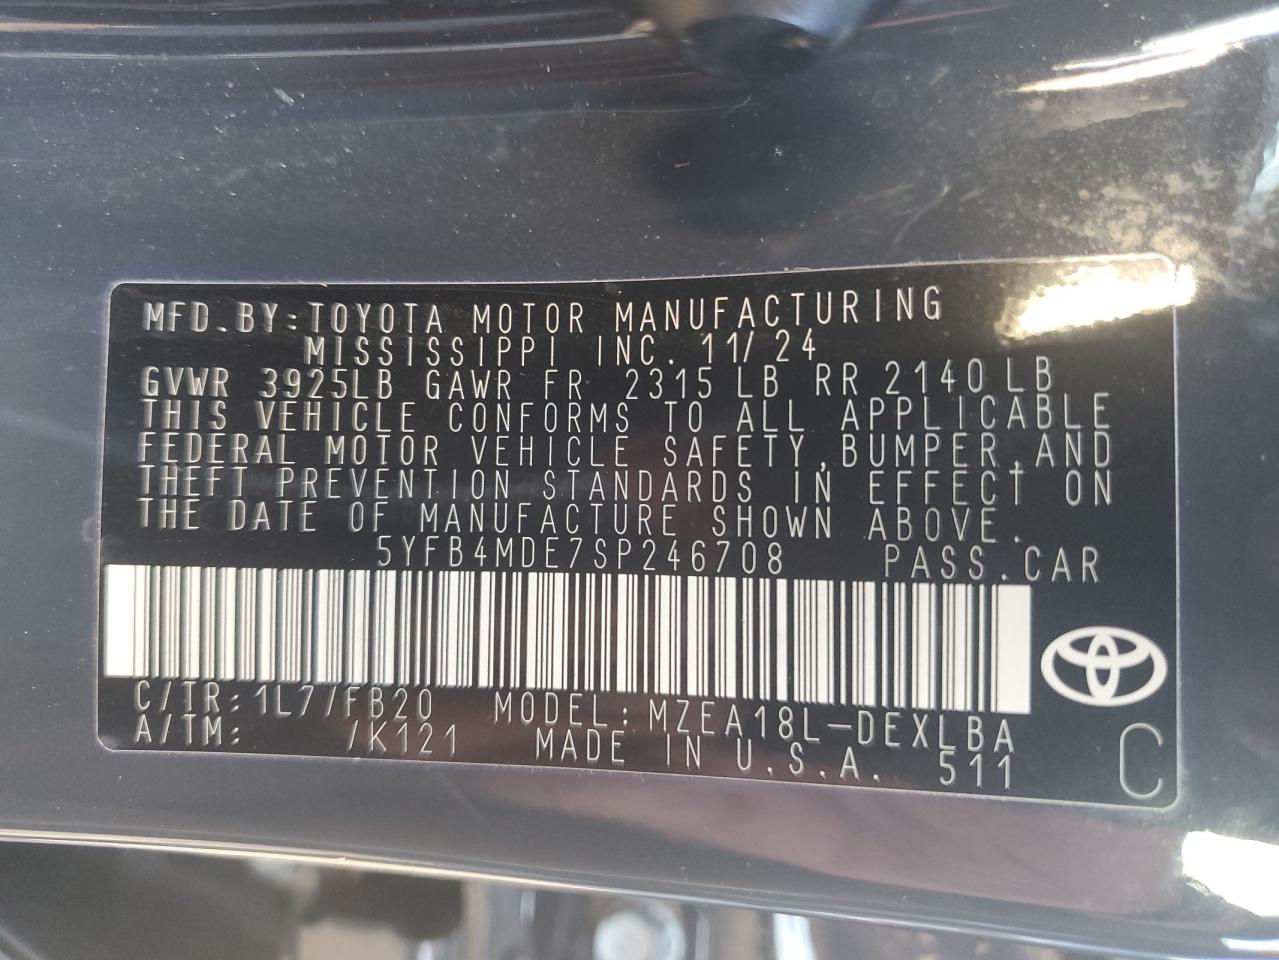 MFD.BY:TOYOTA MOTOR MANUFACTURING
MISSISSIPPI INC. 11/24
GVWR 3925LB GAWR FR 2315 LB RR 2140 LB
THIS VEHICLE CONFORMS TO ALL APPLICABLE
FEDERAL MOTOR VEHICLE SAFETY,BUMPER,AND
THEFT PREVENTION STANDARDS IN EFFECT ON
THE DATE OF MANUFACTURE SHOWN ABOVE.
5YFB4MDE7SP246708 PASS.CAR
C/TR:1L7/FB20 MODEL:MZEA18L-DEXLBA
A/TM: /K121 MADE IN U.S.A. 511 C